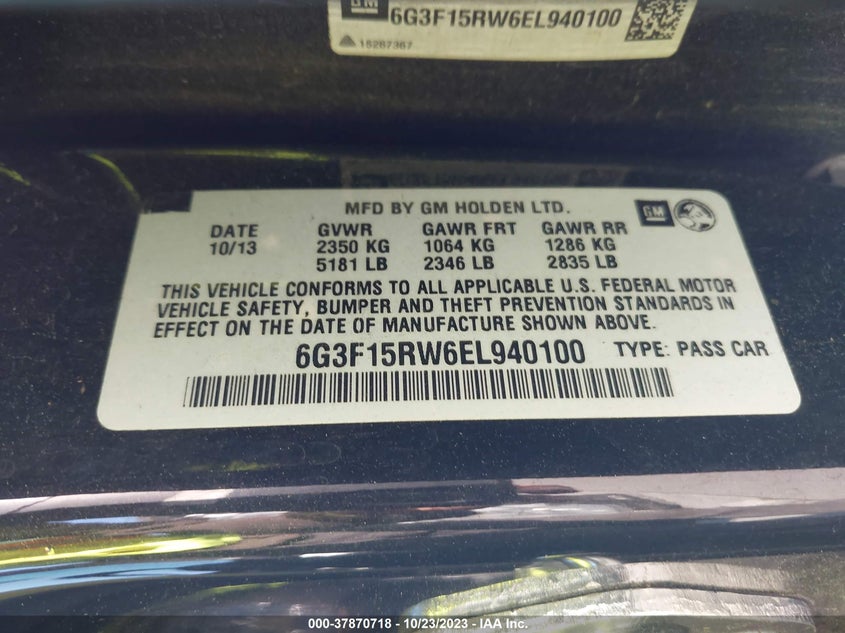 GM
6G3F15RW6EL940100
15287367
MFD BY GM HOLDEN LTD.
GM
DATE GVWR GAWR FRT GAWR RR
10/13 2350 KG 1064 KG 1286 KG
5181 LB 2346 LB 2835 LB
THIS VEHICLE CONFORMS TO ALL APPLICABLE U.S. FEDERAL MOTOR
VEHICLE SAFETY, BUMPER AND THEFT PREVENTION STANDARDS IN
EFFECT ON THE DATE OF MANUFACTURE SHOWN ABOVE.
6G3F15RW6EL940100 TYPE: PASS CAR
000-37870718 | 10/23/2023 | © IAA Inc.